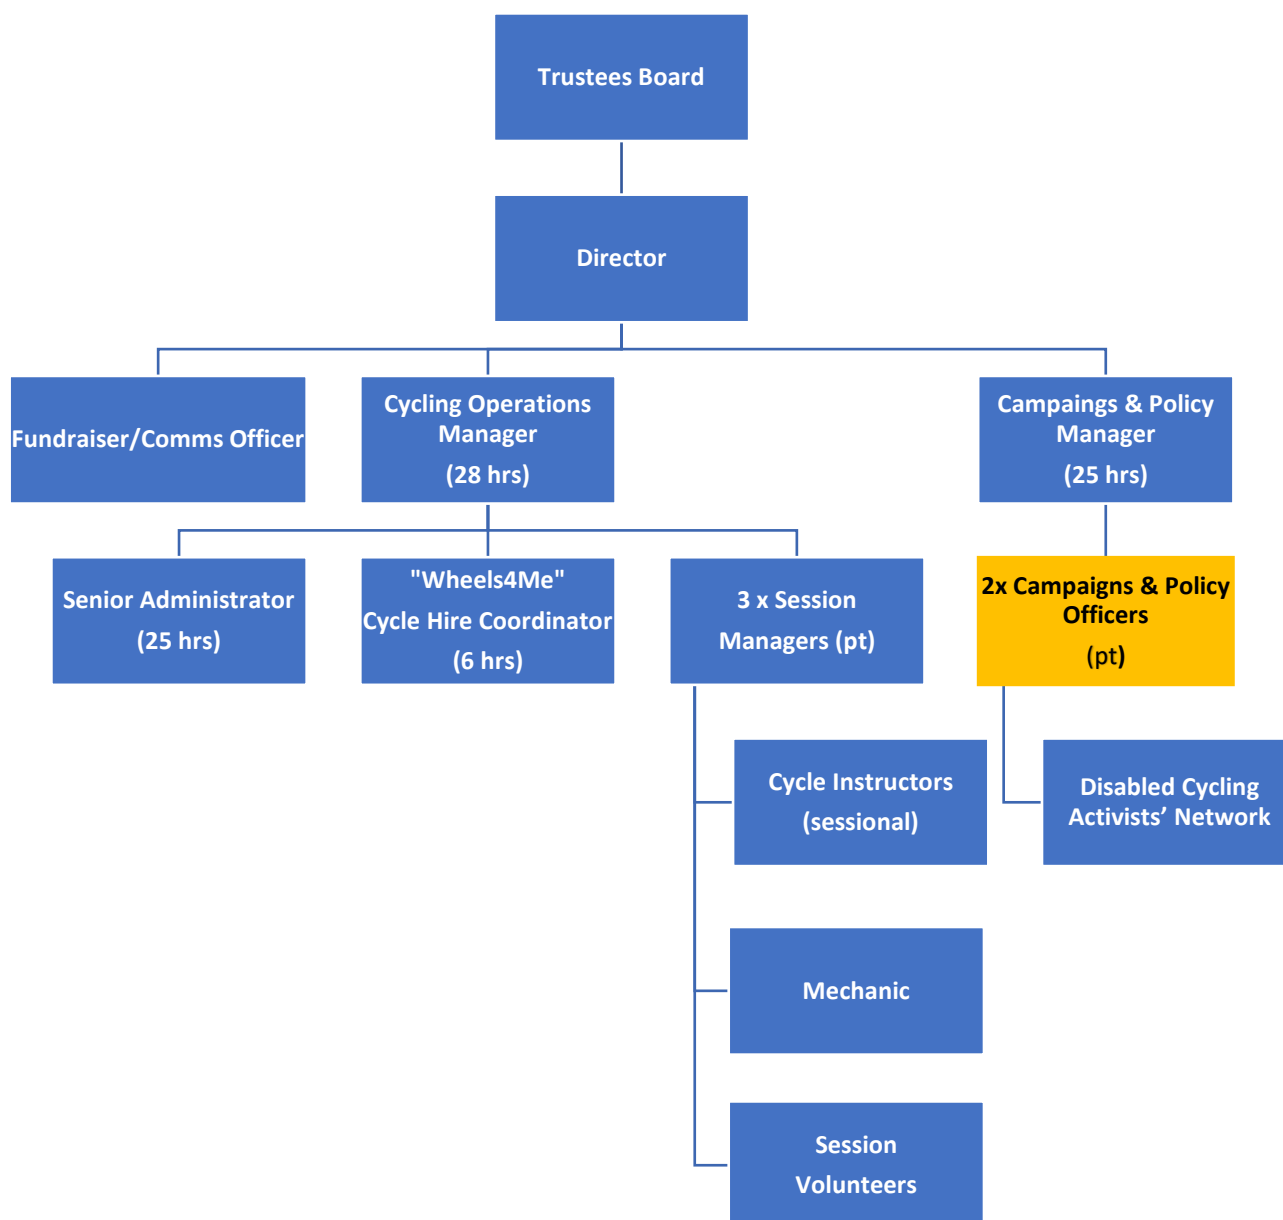 Trustees Board
Director
Fundraiser/Comms Officer
Cycling Operations
Manager
(28 hrs)
Campaings & Policy
Manager
(25 hrs)
Senior Administrator
(25 hrs)
"Wheels4Me"
Cycle Hire Coordinator
(6 hrs)
3 x Session
Managers (pt)
2x Campaigns & Policy
Officers
(pt)
Cycle Instructors
(sessional)
Disabled Cycling
Activists’ Network
Mechanic
Session
Volunteers